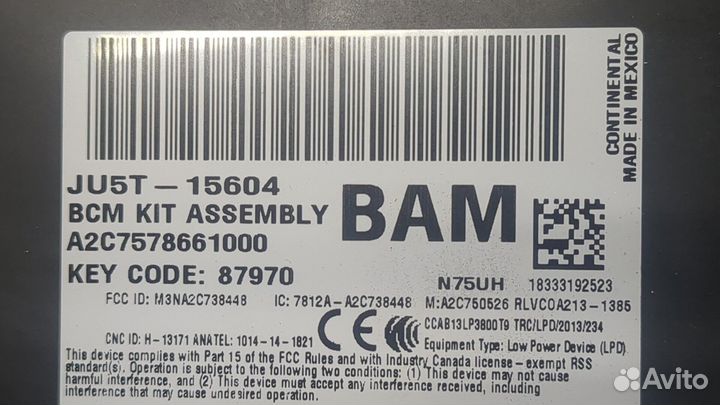 CONTINENTAL
MADE IN MEXICO
JU5T-15604
BCM KIT ASSEMBLY
BAM
A2C7578661000
KEY CODE: 87970
N75UH 18333192523
FCC ID: M3NA2C738448 IC: 7812A-A2C738448 M:A2C750526 RLVCOA213-1385
CCAB13LP3800T9 TRC/LPD/2013/234
CNC ID: H-13171 ANATEL: 1014-14-1821
CE
Equipment Type: Low Power Device (LPD)
This device complies with Part 15 of the FCC Rules and with Industry Canada license - exempt RSS
standard(s). Operation is subject to the following two conditions: (1) This device may not cause
harmful interference, and (2) This device must accept any interference received, including
interference that may cause undesired operation.
Avito